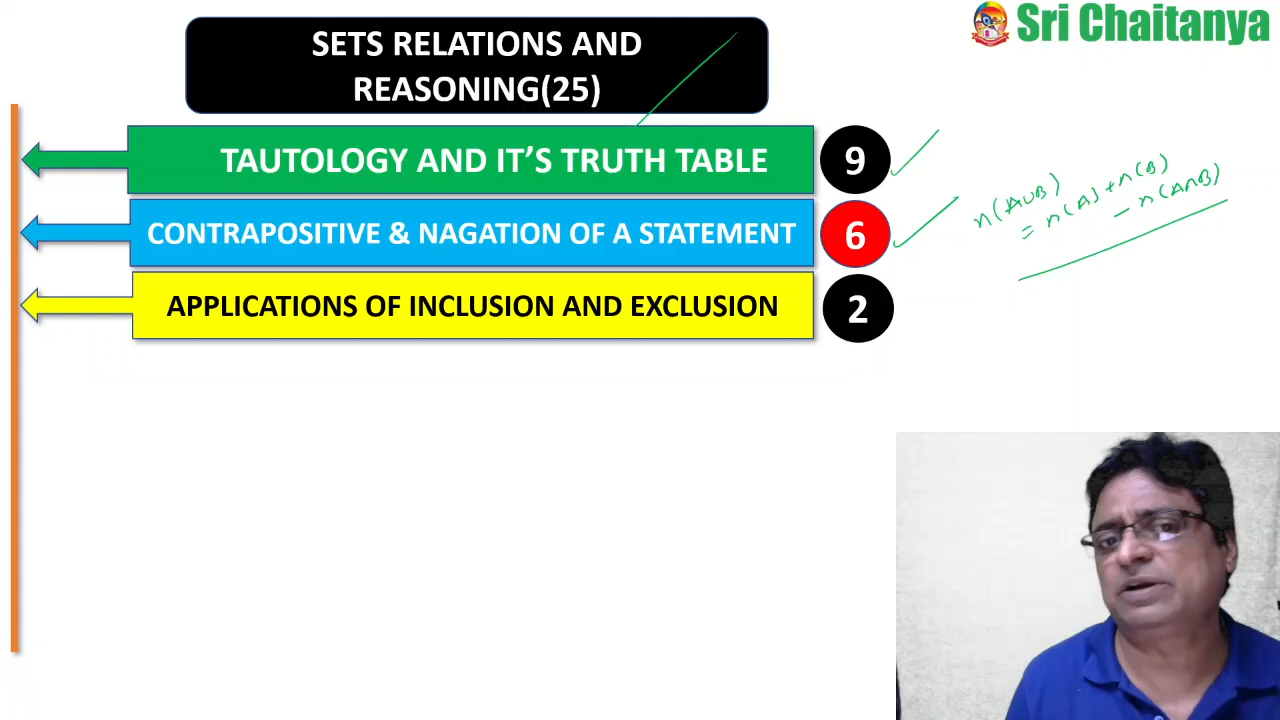 Sri Chaitanya
SETS RELATIONS AND
REASONING(25)
TAUTOLOGY AND IT’S TRUTH TABLE
9
CONTRAPOSITIVE & NAGATION OF A STATEMENT
6
APPLICATIONS OF INCLUSION AND EXCLUSION
2
n(A∪B)
= n(A) + n(B)
− n(A∩B)